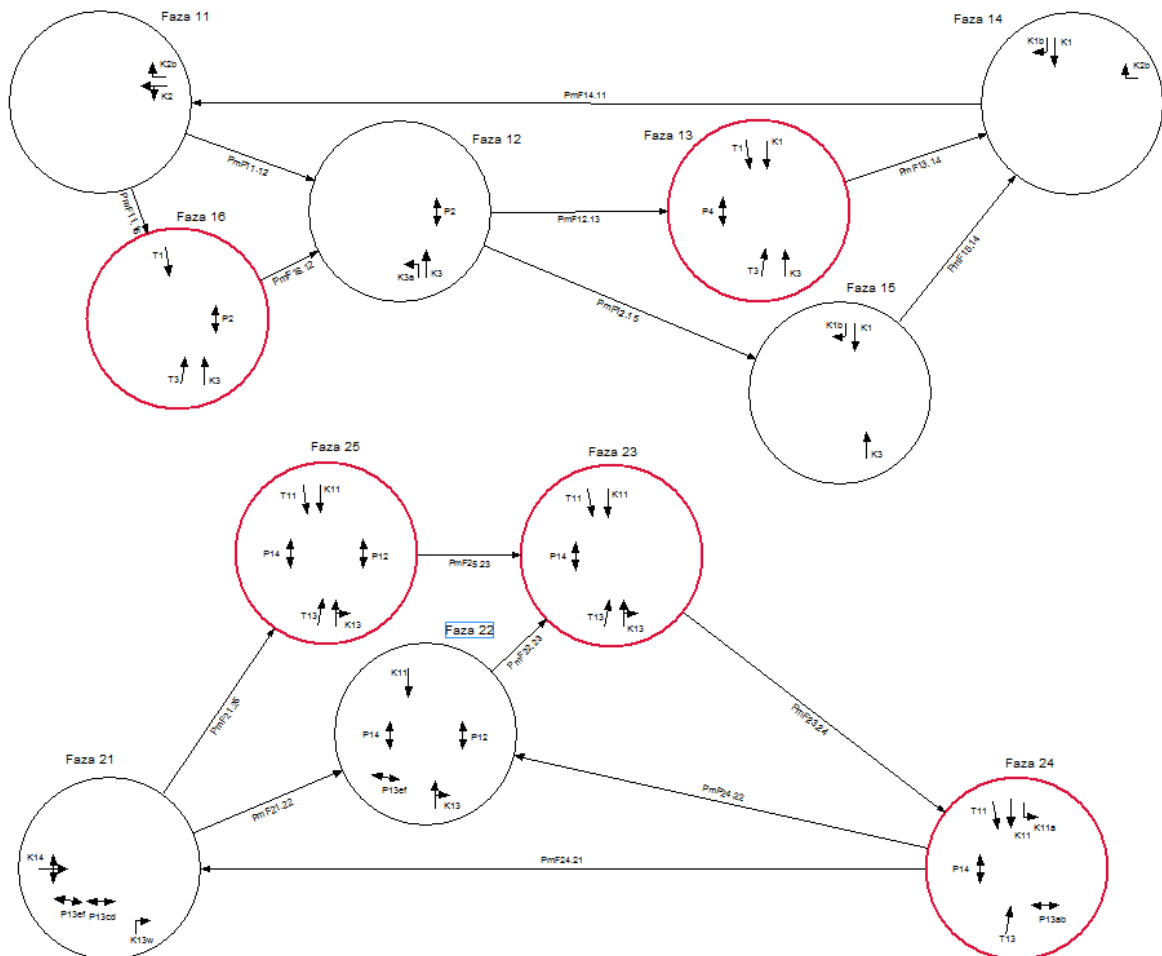 Faza 11
K2b
K2
Faza 14
K1b
K1
K2b
PmF14.11
PmF11.12
PmF11.16
Faza 12
P2
K3a
K3
PmF12.13
Faza 13
T1
K1
P4
T3
K3
PmF13.14
Faza 16
T1
P2
T3
K3
PmF16.12
PmF12.15
Faza 15
K1b
K1
K3
PmF15.14
Faza 25
T11
K11
P14
P12
T13
K13
PmF25.23
Faza 23
T11
K11
P14
T13
K13
Faza 22
K11
P14
P12
P13ef
K13
PmF22.23
PmF21.25
PmF23.24
Faza 21
K14
P13ef
P13cd
K13w
PmF21.22
PmF24.22
PmF24.21
Faza 24
T11
K11
K11a
P14
P13ab
T13